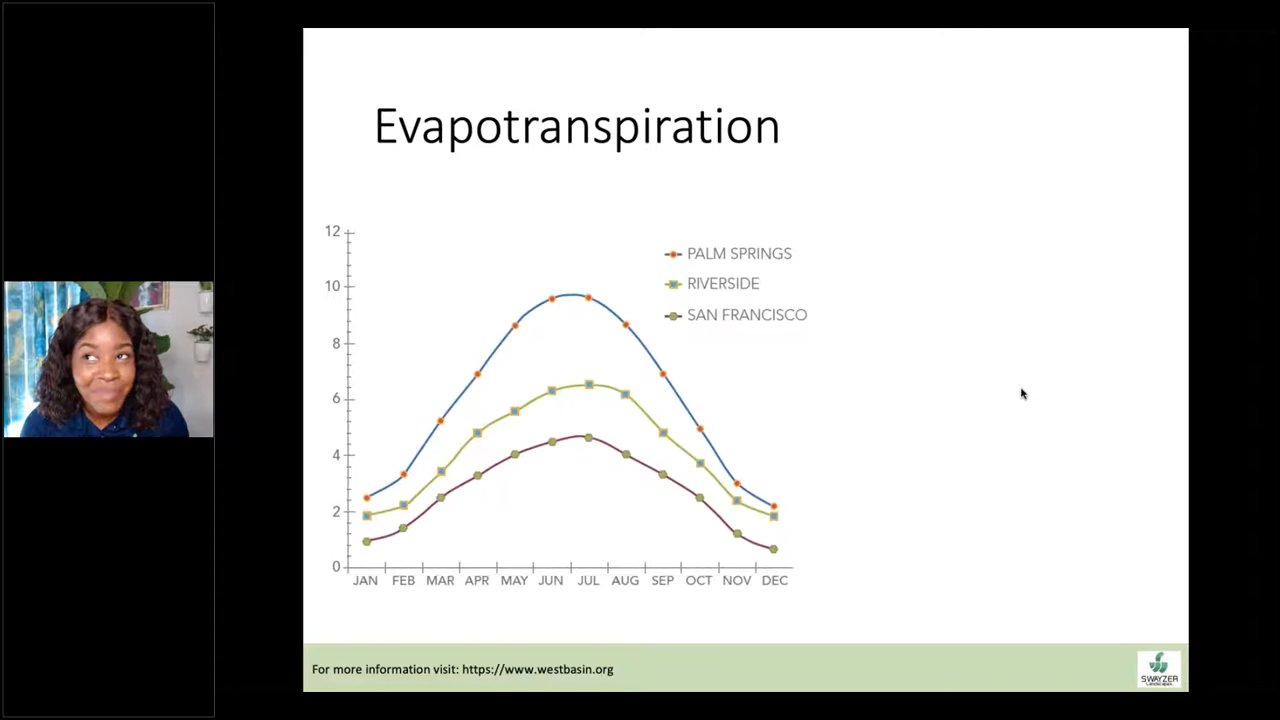 Evapotranspiration
12
10
8
6
4
2
0
PALM SPRINGS
RIVERSIDE
SAN FRANCISCO
JAN FEB MAR APR MAY JUN JUL AUG SEP OCT NOV DEC
For more information visit: https://www.westbasin.org
SWAYZER
LANDSCAPES